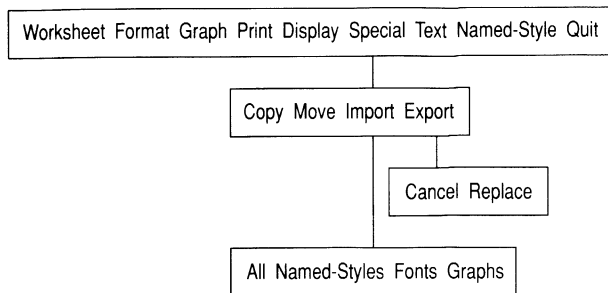 Worksheet Format Graph Print Display Special Text Named-Style Quit
Copy Move Import Export
Cancel Replace
All Named-Styles Fonts Graphs